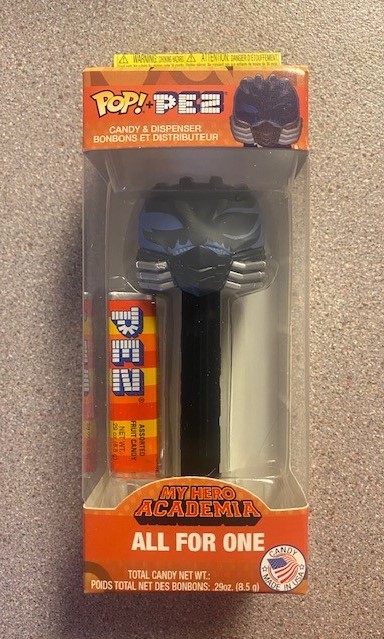 WARNING: CHOKING HAZARD. ATTENTION: DANGER D'ÉTOUFFEMENT.
POP! + PEZ
CANDY & DISPENSER
BONBONS ET DISTRIBUTEUR
PEZ
ASSORTED
FRUIT CANDY
NET WT.
MY HERO
ACADEMIA
ALL FOR ONE
TOTAL CANDY NET WT.:
POIDS TOTAL NET DES BONBONS: .29oz. (8.5 g)
CANDY
MADE IN USA